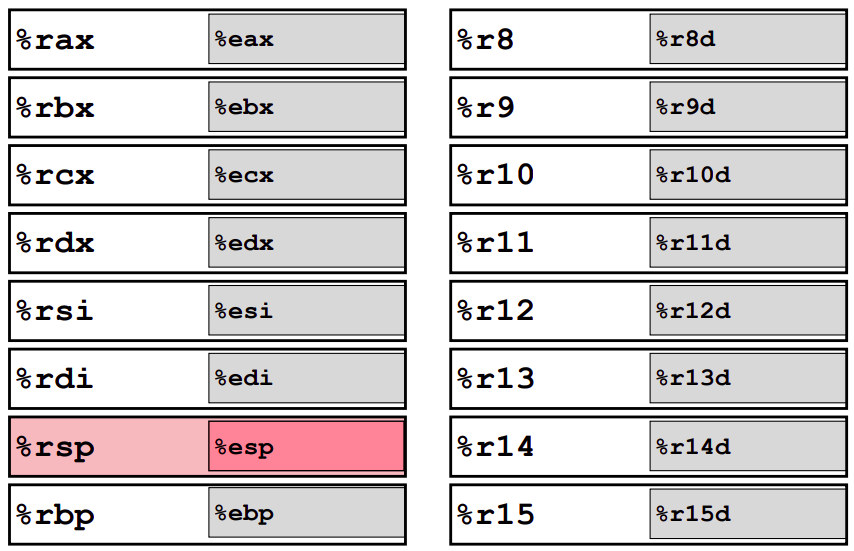 %rax %eax
%rbx %ebx
%rcx %ecx
%rdx %edx
%rsi %esi
%rdi %edi
%rsp %esp
%rbp %ebp
%r8 %r8d
%r9 %r9d
%r10 %r10d
%r11 %r11d
%r12 %r12d
%r13 %r13d
%r14 %r14d
%r15 %r15d